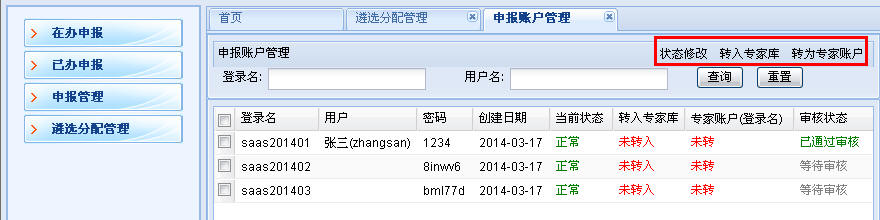 在办申报
已办申报
申报管理
遴选分配管理
首页 遴选分配管理 申报账户管理
申报账户管理 状态修改 转入专家库 转为专家账户
登录名: 用户名: 查询 重置
登录名 用户 密码 创建日期 当前状态 转入专家库 专家账户(登录名) 审核状态
saas201401 张三(zhangsan) 1234 2014-03-17 正常 未转入 未转 已通过审核
saas201402 8inwv6 2014-03-17 正常 未转入 未转 等待审核
saas201403 bml77d 2014-03-17 正常 未转入 未转 等待审核